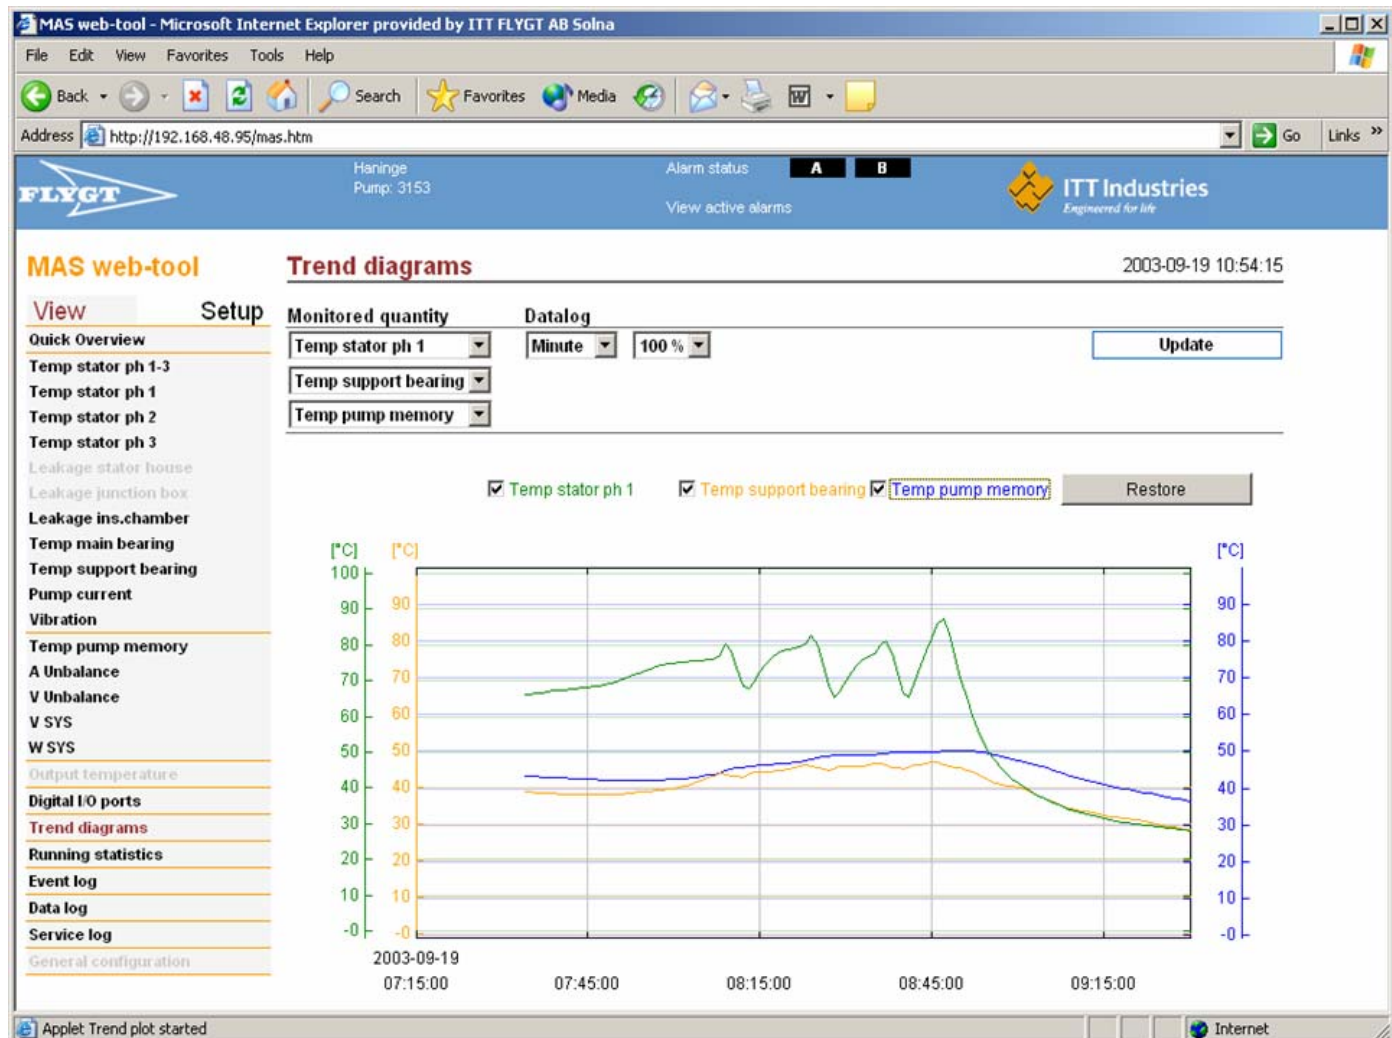 MAS web-tool - Microsoft Internet Explorer provided by ITT FLYGT AB Solna
File Edit View Favorites Tools Help
Back Search Favorites Media
Address http://192.168.48.95/mas.htm Go Links »
FLYGT
Haninge
Pump: 3153
Alarm status A B
View active alarms
ITT Industries
Engineered for life
MAS web-tool
Trend diagrams
2003-09-19 10:54:15
View Setup
Quick Overview
Temp stator ph 1-3
Temp stator ph 1
Temp stator ph 2
Temp stator ph 3
Leakage stator house
Leakage junction box
Leakage ins.chamber
Temp main bearing
Temp support bearing
Pump current
Vibration
Temp pump memory
A Unbalance
V Unbalance
V SYS
W SYS
Output temperature
Digital I/O ports
Trend diagrams
Running statistics
Event log
Data log
Service log
General configuration
Monitored quantity Datalog
Temp stator ph 1 Minute 100 % Update
Temp support bearing
Temp pump memory
Temp stator ph 1 Temp support bearing Temp pump memory Restore
[°C] [°C] [°C]
100
90 90 90
80 80 80
70 70 70
60 60 60
50 50 50
40 40 40
30 30 30
20 20 20
10 10 10
-0 -0 -0
2003-09-19
07:15:00 07:45:00 08:15:00 08:45:00 09:15:00
Applet Trend plot started Internet